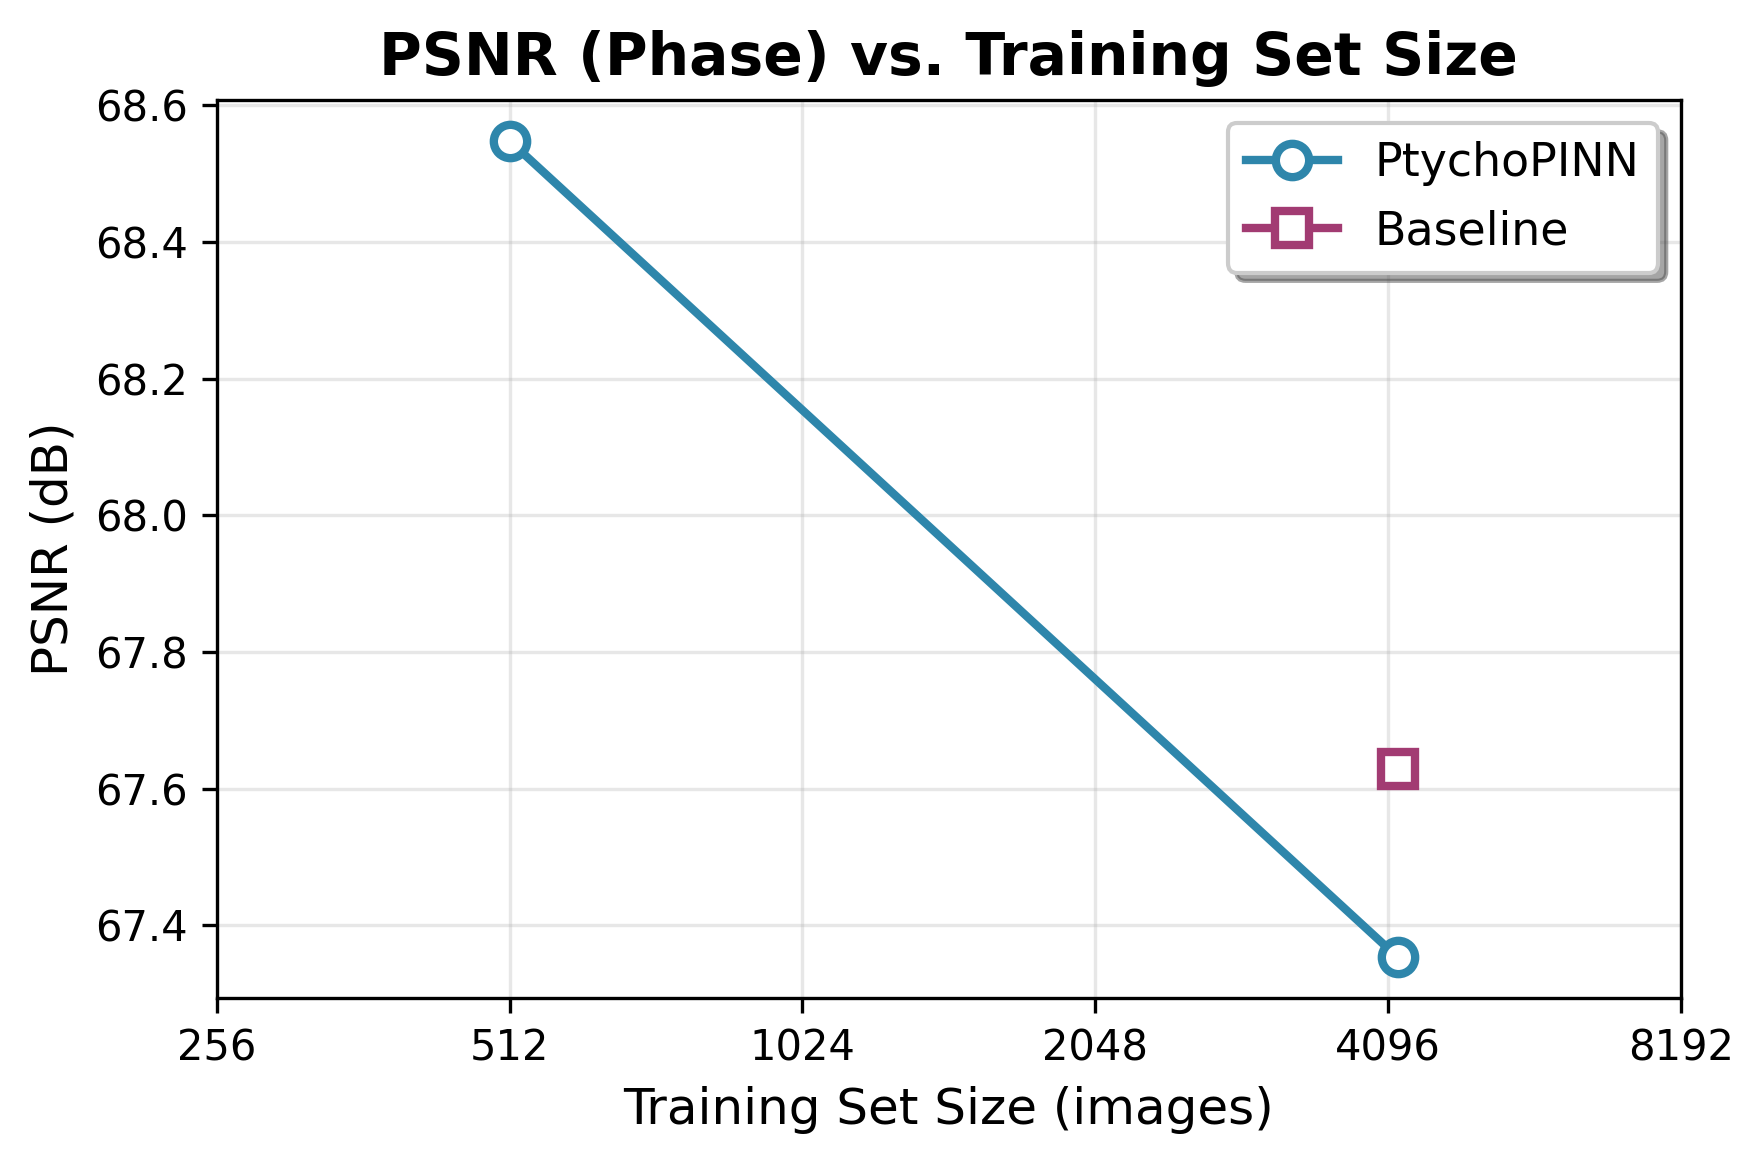 PSNR (Phase) vs. Training Set Size
PtychoPINN
Baseline
PSNR (dB)
68.6
68.4
68.2
68.0
67.8
67.6
67.4
256 512 1024 2048 4096 8192
Training Set Size (images)